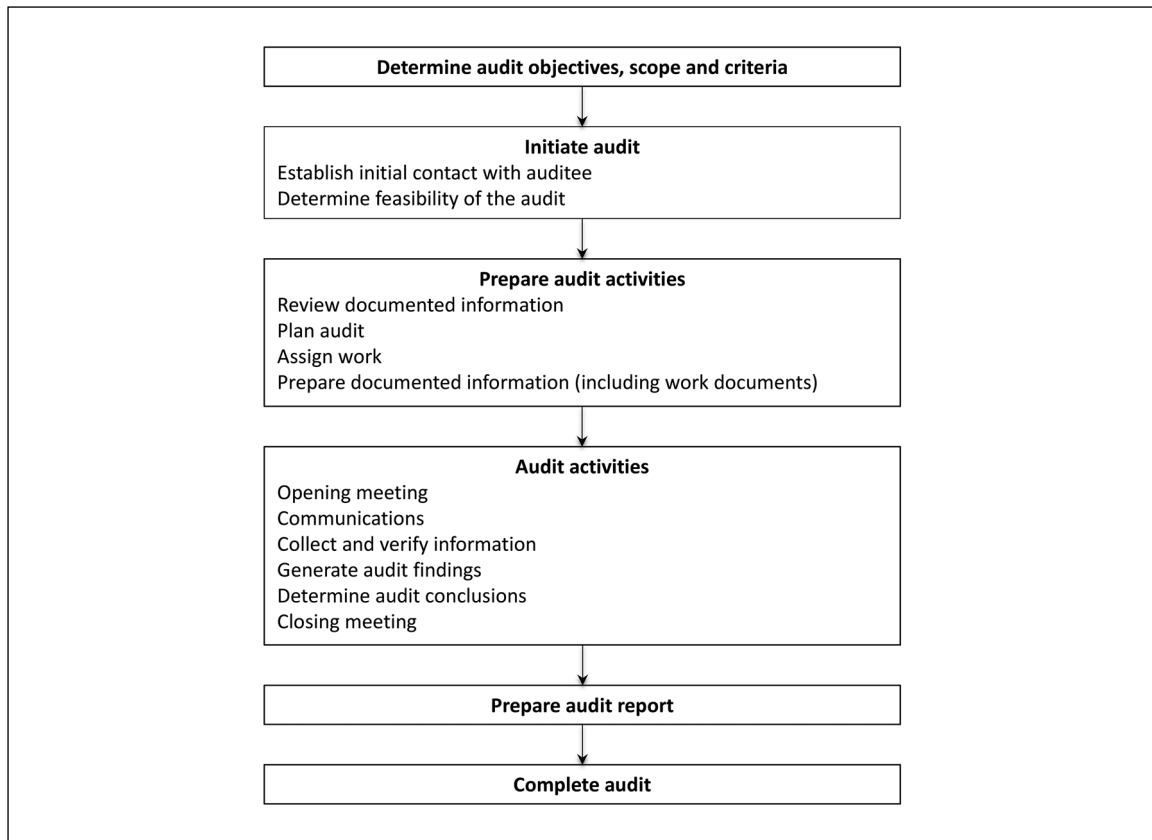 Determine audit objectives, scope and criteria
Initiate audit
Establish initial contact with auditee
Determine feasibility of the audit
Prepare audit activities
Review documented information
Plan audit
Assign work
Prepare documented information (including work documents)
Audit activities
Opening meeting
Communications
Collect and verify information
Generate audit findings
Determine audit conclusions
Closing meeting
Prepare audit report
Complete audit